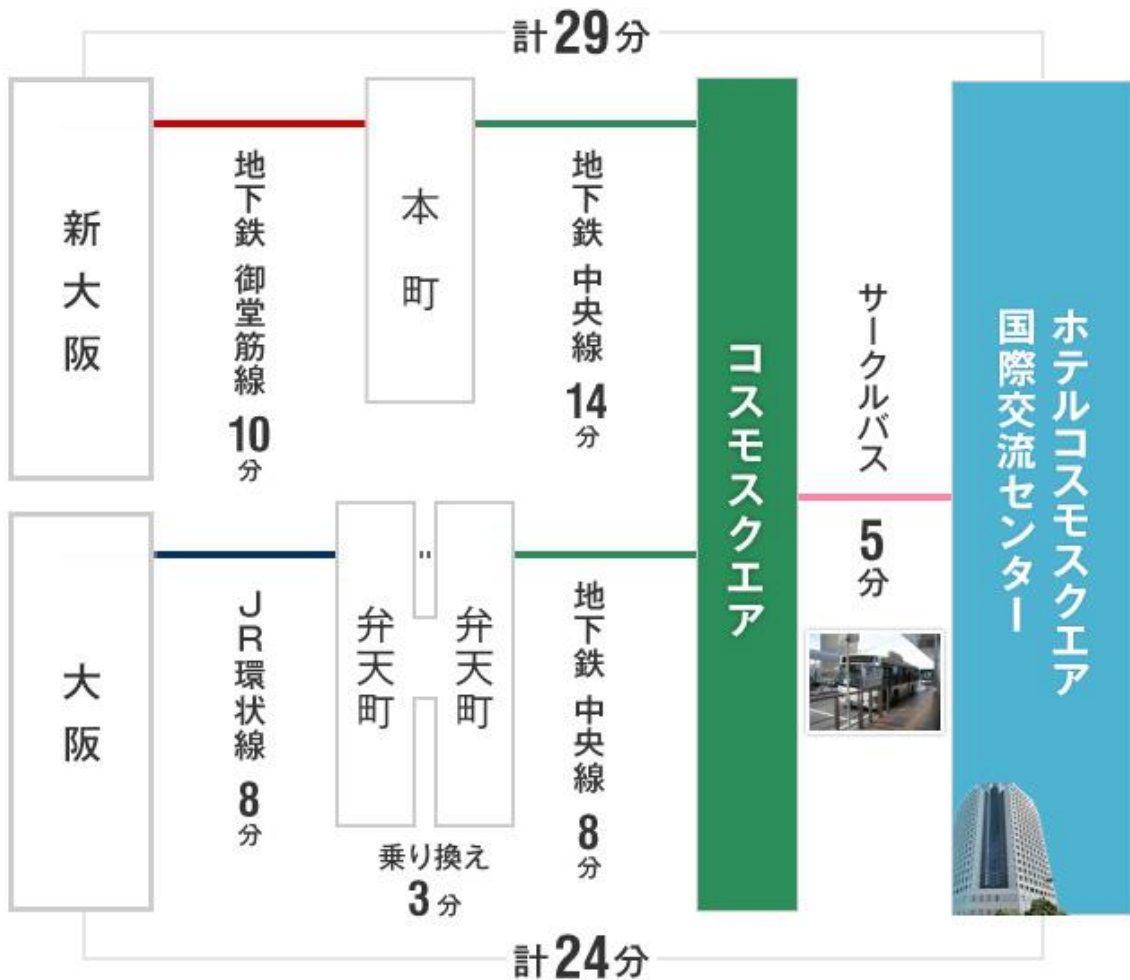 計29分
新大阪
地下鉄 御堂筋線 10分
本町
地下鉄 中央線 14分
大阪
JR環状線 8分
弁天町
弁天町
乗り換え
3分
地下鉄 中央線 8分
コスモスクエア
サークルバス
5分
ホテルコスモスクエア
国際交流センター
計24分